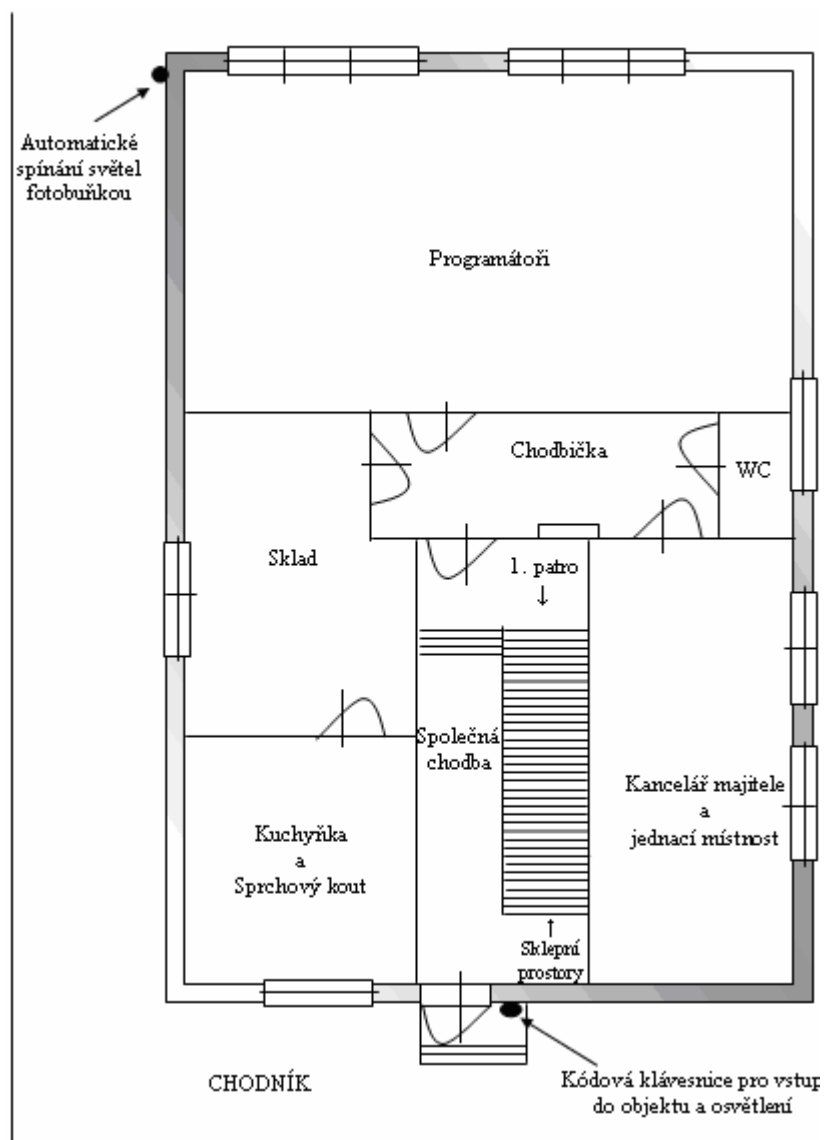 Automatické
spínání světel
fotobuňkou
Programátoři
Chodbička
WC
Sklad
1. patro
↓
Společná
chodba
Kancelář majitele
a
jednací místnost
Kuchyňka
a
Sprchový kout
↑
Sklepní
prostory
CHODNÍK
Kódová klávesnice pro vstup
do objektu a osvětlení